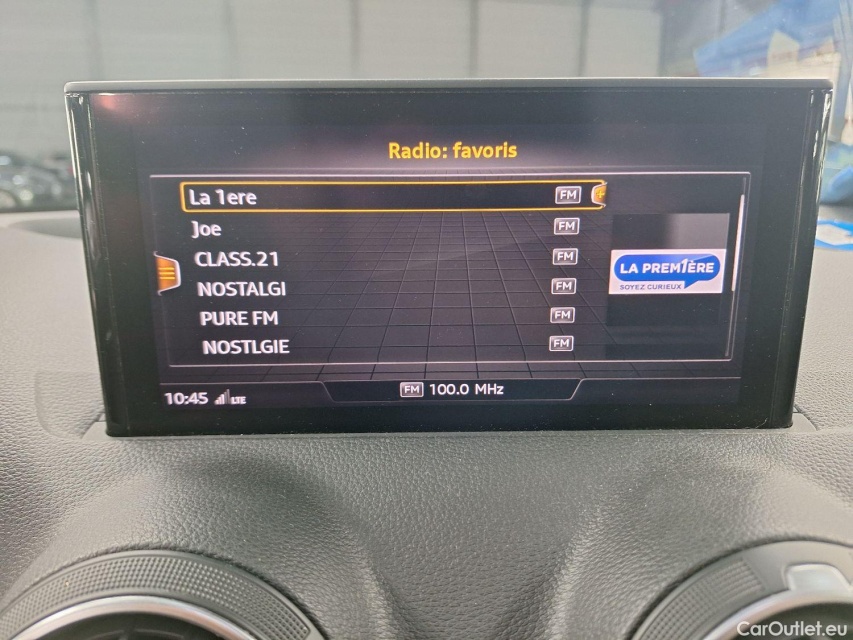 Radio: favoris
La 1ere FM
Joe FM
CLASS.21 FM
NOSTALGI FM
PURE FM FM
NOSTLGIE FM
LA PREM1ÈRE
SOYEZ CURIEUX
10:45 LTE FM 100.0 MHz
CarOutlet.eu